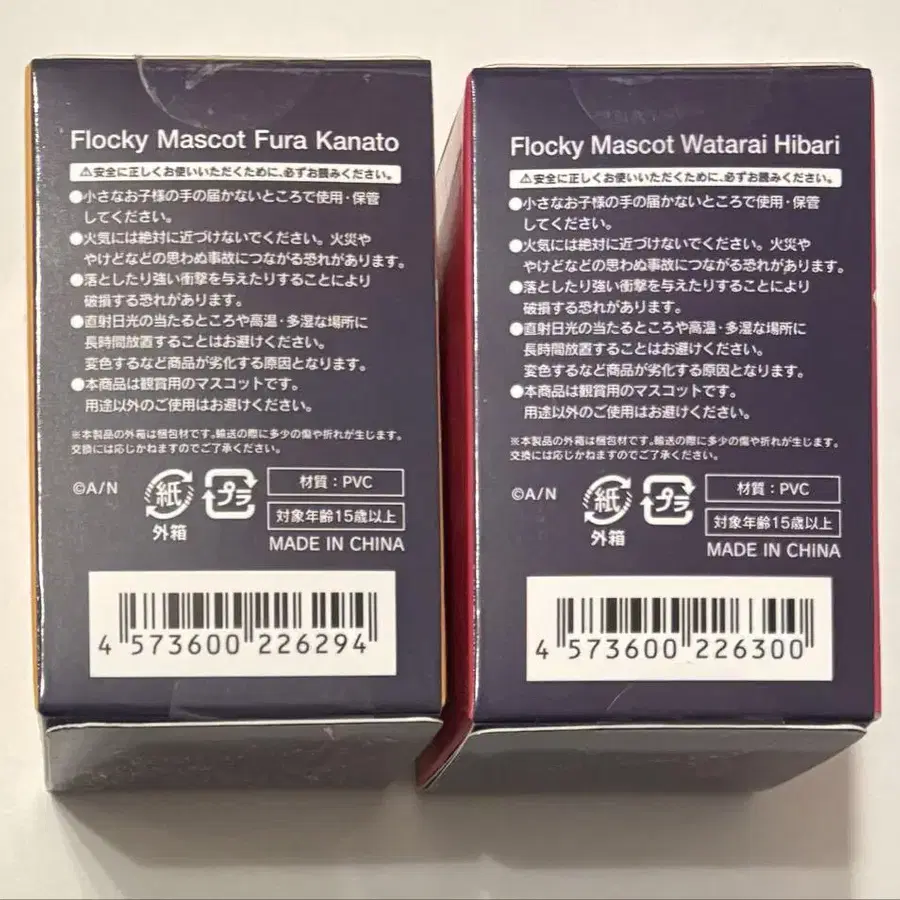 Flocky Mascot Fura Kanato
⚠安全に正しくお使いいただくために、必ずお読みください。
●小さなお子様の手の届かないところで使用・保管
してください。
●火気には絶対に近づけないでください。火災や
やけどなどの思わぬ事故につながる恐れがあります。
●落としたり強い衝撃を与えたりすることにより
破損する恐れがあります。
●直射日光の当たるところや高温・多湿な場所に
長時間放置することはお避けください。
変色するなど商品が劣化する原因となります。
●本商品は観賞用のマスコットです。
用途以外のご使用はお避けください。
※本製品の外箱は梱包材です。輸送の際に多少の傷や折れが生じます。
交換には応じかねますのでご了承ください。
©A/N
紙
外箱
プラ
材質：PVC
対象年齢15歳以上
MADE IN CHINA
4 573600 226294
Flocky Mascot Watarai Hibari
⚠安全に正しくお使いいただくために、必ずお読みください。
●小さなお子様の手の届かないところで使用・保管
してください。
●火気には絶対に近づけないでください。火災や
やけどなどの思わぬ事故につながる恐れがあります。
●落としたり強い衝撃を与えたりすることにより
破損する恐れがあります。
●直射日光の当たるところや高温・多湿な場所に
長時間放置することはお避けください。
変色するなど商品が劣化する原因となります。
●本商品は観賞用のマスコットです。
用途以外のご使用はお避けください。
※本製品の外箱は梱包材です。輸送の際に多少の傷や折れが生じます。
交換には応じかねますのでご了承ください。
©A/N
紙
外箱
プラ
材質：PVC
対象年齢15歳以上
MADE IN CHINA
4 573600 226300